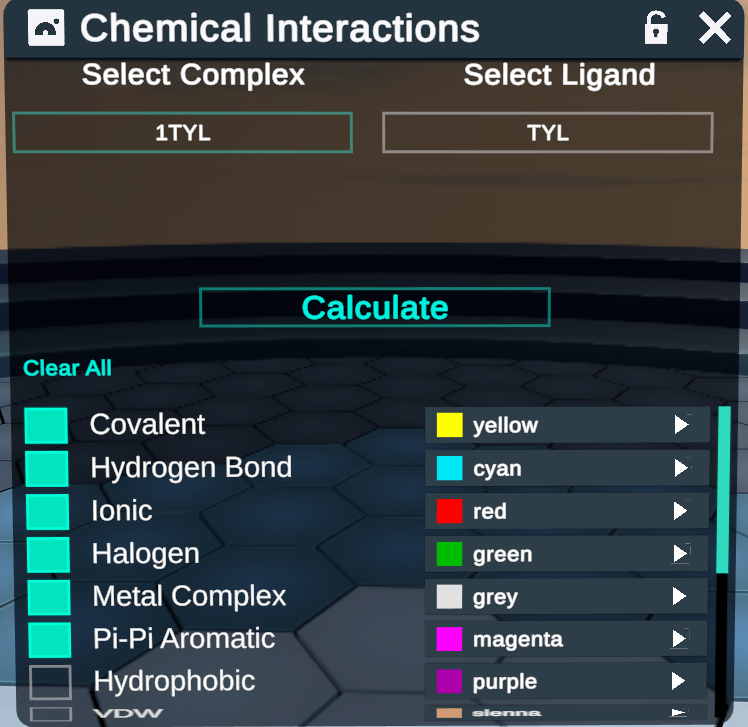 Chemical Interactions
Select Complex Select Ligand
1TYL TYL
Calculate
Clear All
Covalent yellow
Hydrogen Bond cyan
Ionic red
Halogen green
Metal Complex grey
Pi-Pi Aromatic magenta
Hydrophobic purple
VDW sienna